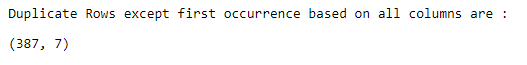 Duplicate Rows except first occurrence based on all columns are :
(387, 7)